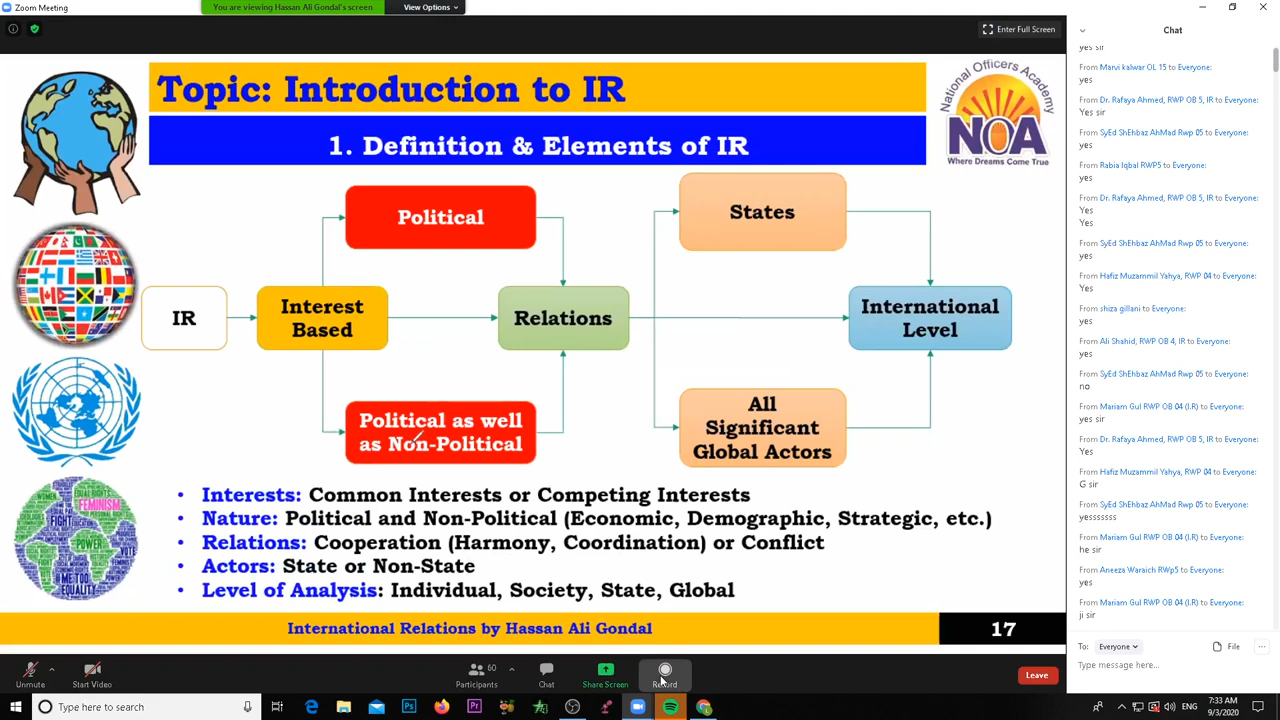 Zoom Meeting
You are viewing Hassan Ali Gondal's screen
View Options
Enter Full Screen
Topic: Introduction to IR
1. Definition & Elements of IR
National Officers Academy
NOA
Where Dreams Come True
Political
States
IR
Interest
Based
Relations
International
Level
Political as well
as Non-Political
All
Significant
Global Actors
FEMINISM
EQUAL RIGHTS
FIGHT
POWER
VOTE
#METOO
EQUALITY
• Interests: Common Interests or Competing Interests
• Nature: Political and Non-Political (Economic, Demographic, Strategic, etc.)
• Relations: Cooperation (Harmony, Coordination) or Conflict
• Actors: State or Non-State
• Level of Analysis: Individual, Society, State, Global
International Relations by Hassan Ali Gondal
17
Chat
yes sir
From Marvi kalwar OL 15 to Everyone:
yes
From Dr. Rafaya Ahmed, RWP OB 5, IR to Everyone:
Yes sir
From SyEd ShEhbaz AhMad Rwp 05 to Everyone:
yes
From Rabia Iqbal RWP5 to Everyone:
yes
From Dr. Rafaya Ahmed, RWP OB 5, IR to Everyone:
Yes
Yes
From SyEd ShEhbaz AhMad Rwp 05 to Everyone:
yes
From Hafiz Muzammil Yahya, RWP 04 to Everyone:
Yes
From shiza gillani to Everyone:
yes
From Ali Shahid, RWP OB 4, IR to Everyone:
yes
From SyEd ShEhbaz AhMad Rwp 05 to Everyone:
no
From Mariam Gul RWP OB 04 (I.R) to Everyone:
yes sir
From Dr. Rafaya Ahmed, RWP OB 5, IR to Everyone:
Yes
From Hafiz Muzammil Yahya, RWP 04 to Everyone:
G sir
From SyEd ShEhbaz AhMad Rwp 05 to Everyone:
yesssssss
From Mariam Gul RWP OB 04 (I.R) to Everyone:
he sir
From Aneeza Waraich RWp5 to Everyone:
yes
From Mariam Gul RWP OB 04 (I.R) to Everyone:
ji sir
To: Everyone
File
Type message here...
Unmute
Start Video
60
Participants
Chat
Share Screen
Record
Leave
Type here to search
Ps
Pr
ENG
7:33 AM
9/3/2020